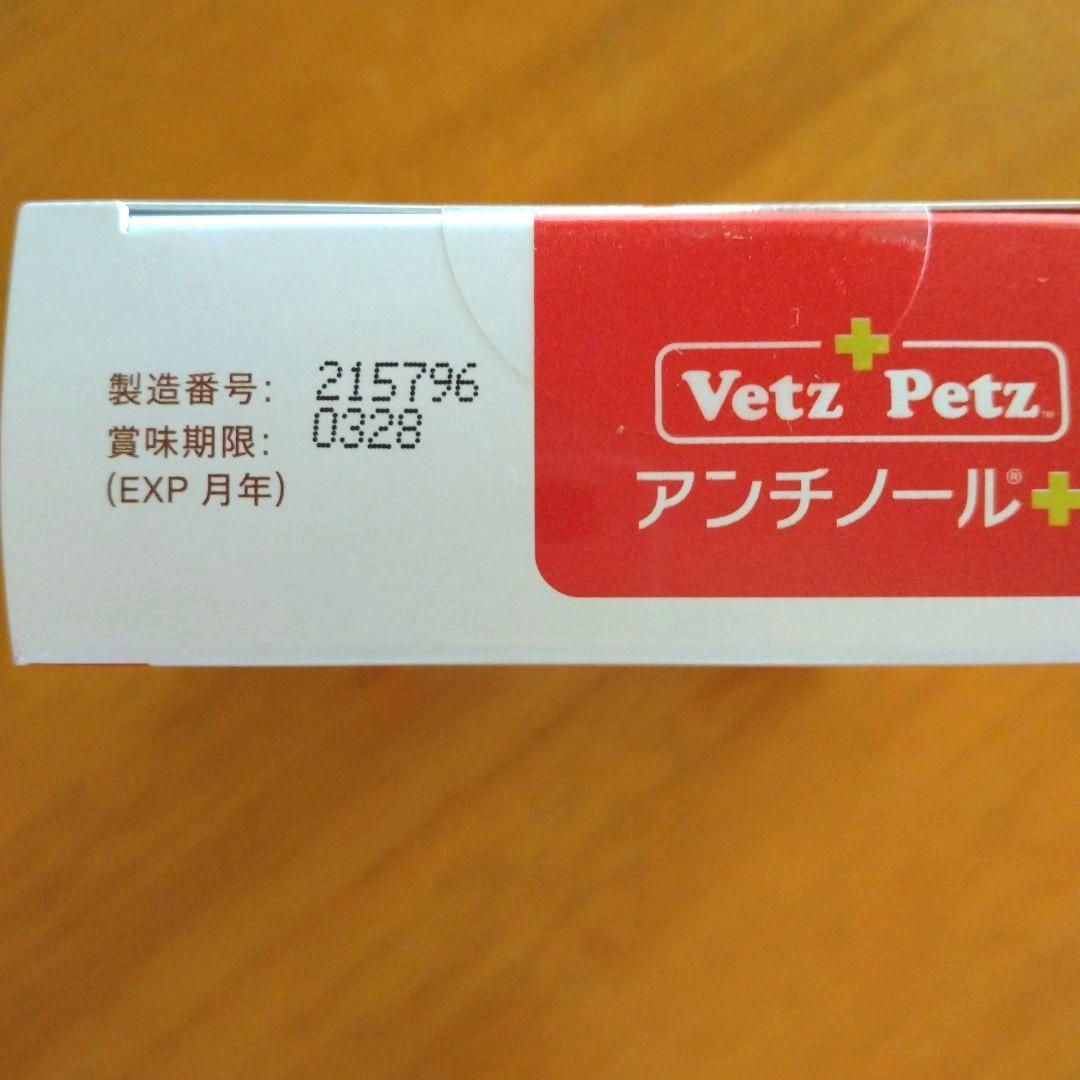 製造番号: 215796
賞味期限: 0328
(EXP 月年)
Vetz Petz™
アンチノール®